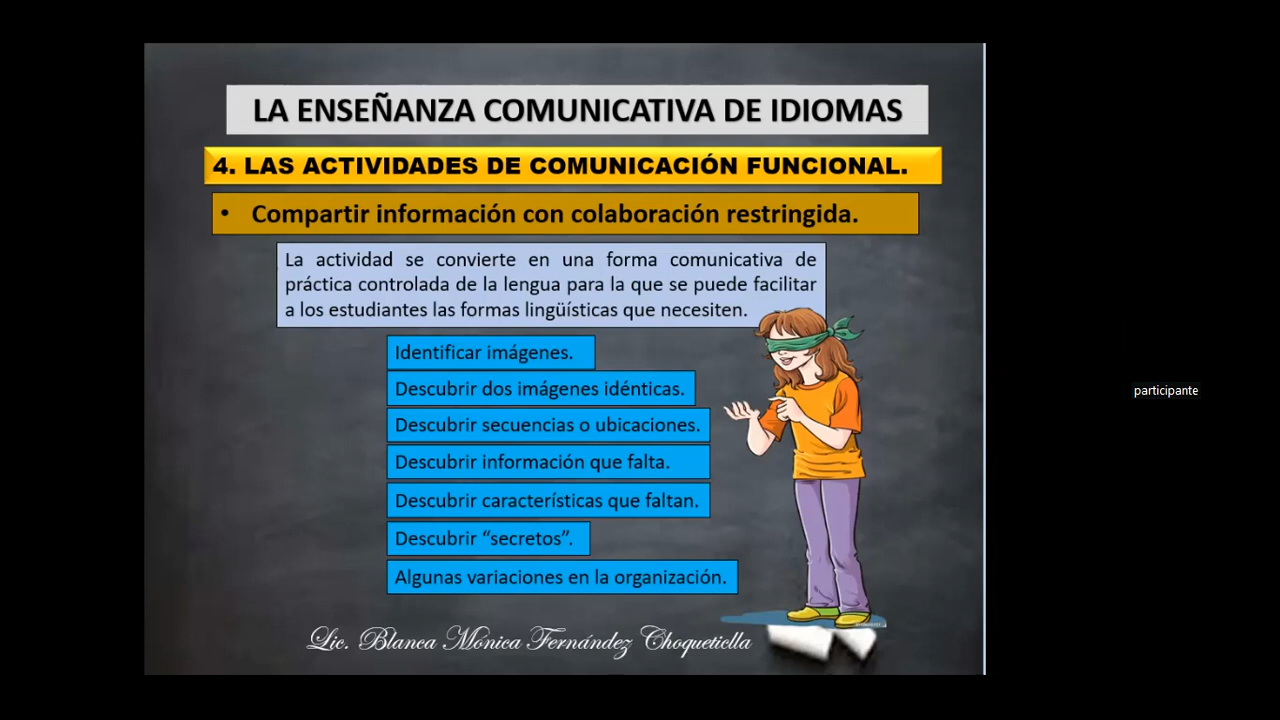 LA ENSEÑANZA COMUNICATIVA DE IDIOMAS
4. LAS ACTIVIDADES DE COMUNICACIÓN FUNCIONAL.
• Compartir información con colaboración restringida.
La actividad se convierte en una forma comunicativa de
práctica controlada de la lengua para la que se puede facilitar
a los estudiantes las formas lingüísticas que necesiten.
Identificar imágenes.
Descubrir dos imágenes idénticas.
Descubrir secuencias o ubicaciones.
Descubrir información que falta.
Descubrir características que faltan.
Descubrir “secretos”.
Algunas variaciones en la organización.
Lic. Blanca Mónica Fernández Choqueticlla
participante